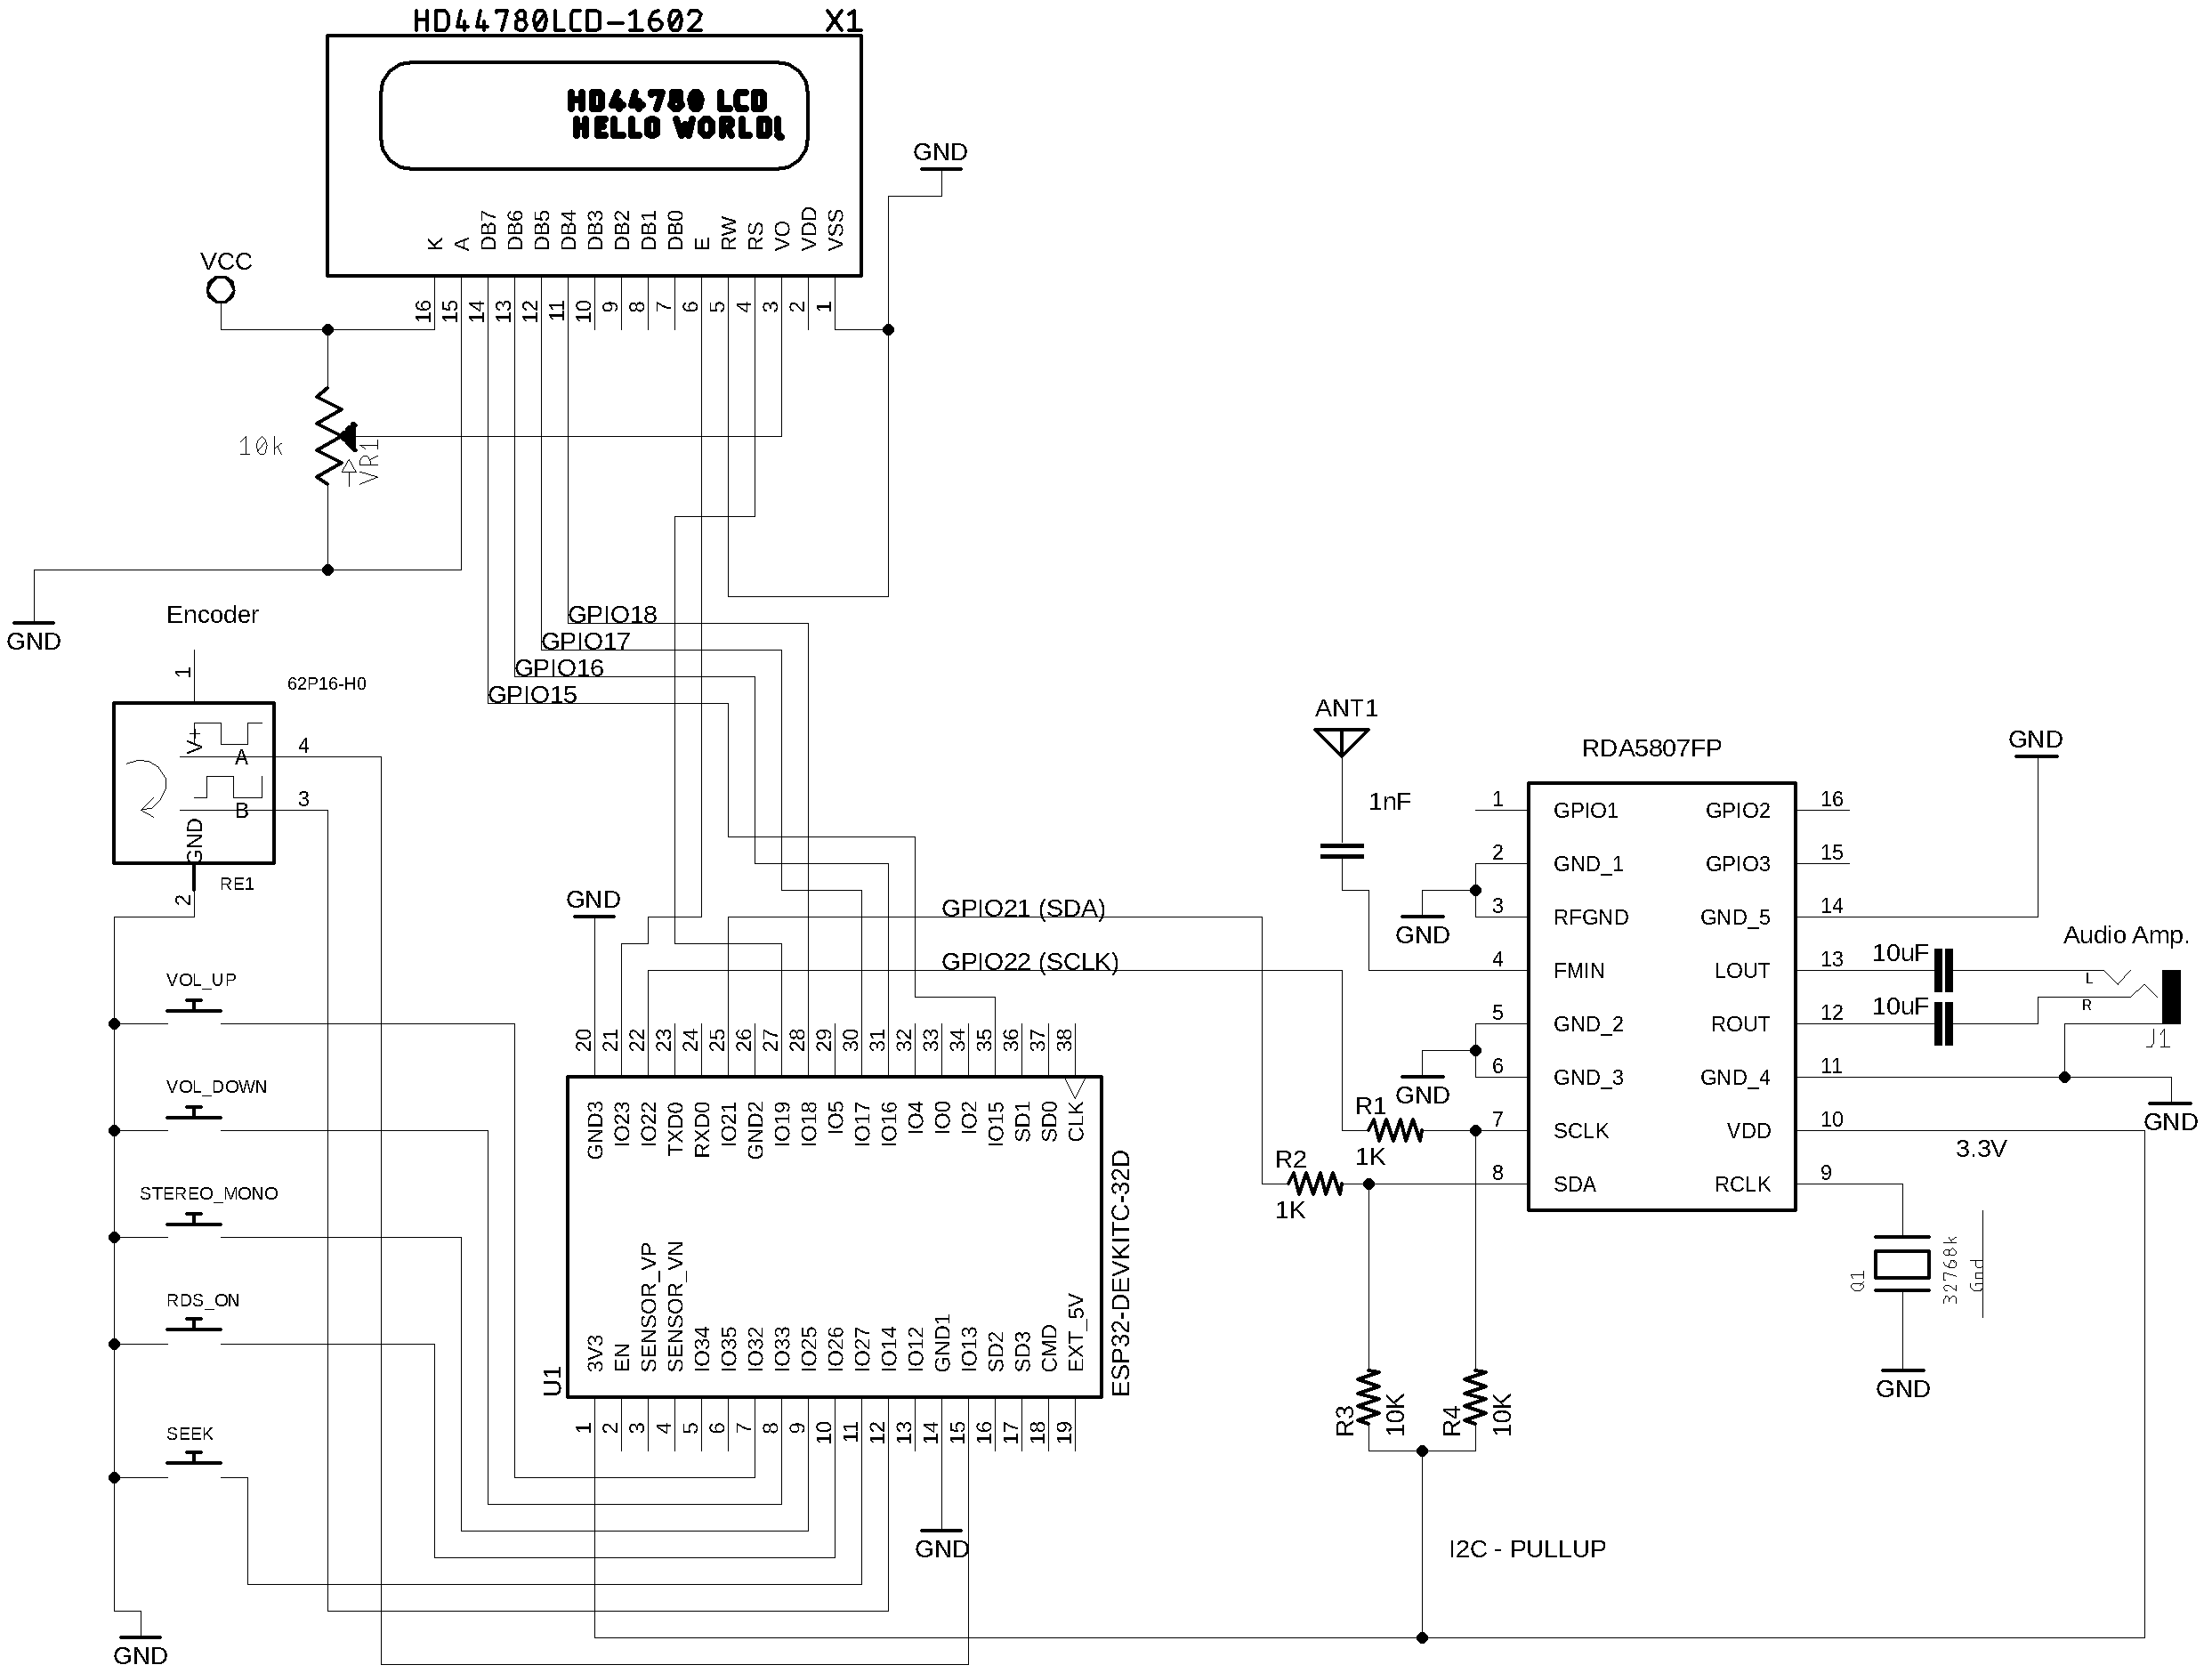 HD44780LCD-1602 X1
HD44780 LCD
HELLO WORLD!
K A DB7 DB6 DB5 DB4 DB3 DB2 DB1 DB0 E RW RS VO VDD VSS
16 15 14 13 12 11 10 9 8 7 6 5 4 3 2 1
GND
VCC
10k
VR1
GND
GPIO18
GPIO17
GPIO16
GPIO15
Encoder
62P16-H0
1
V+
A
4
B
3
GND
RE1
2
VOL_UP
VOL_DOWN
STEREO_MONO
RDS_ON
SEEK
GND
GND
GPIO21 (SDA)
GPIO22 (SCLK)
20 21 22 23 24 25 26 27 28 29 30 31 32 33 34 35 36 37 38
GND3 IO23 IO22 TXD0 RXD0 IO21 GND2 IO19 IO18 IO5 IO17 IO16 IO4 IO0 IO2 IO15 SD1 SD0 CLK
U1
ESP32-DEVKITC-32D
3V3 EN SENSOR_VP SENSOR_VN IO34 IO35 IO32 IO33 IO25 IO26 IO27 IO14 IO12 GND1 IO13 SD2 SD3 CMD EXT_5V
1 2 3 4 5 6 7 8 9 10 11 12 13 14 15 16 17 18 19
GND
ANT1
1nF
RDA5807FP
GND
1 GPIO1 GPIO2 16
2 GND_1 GPIO3 15
3 RFGND GND_5 14
GND
4 FMIN LOUT 13
5 GND_2 ROUT 12
6 GND_3 GND_4 11
GND
7 SCLK VDD 10
8 SDA RCLK 9
10uF
10uF
Audio Amp.
L
R
J1
GND
3.3V
R1
1K
R2
1K
Q1
32768k
Gnd
GND
R3
10K
R4
10K
I2C - PULLUP